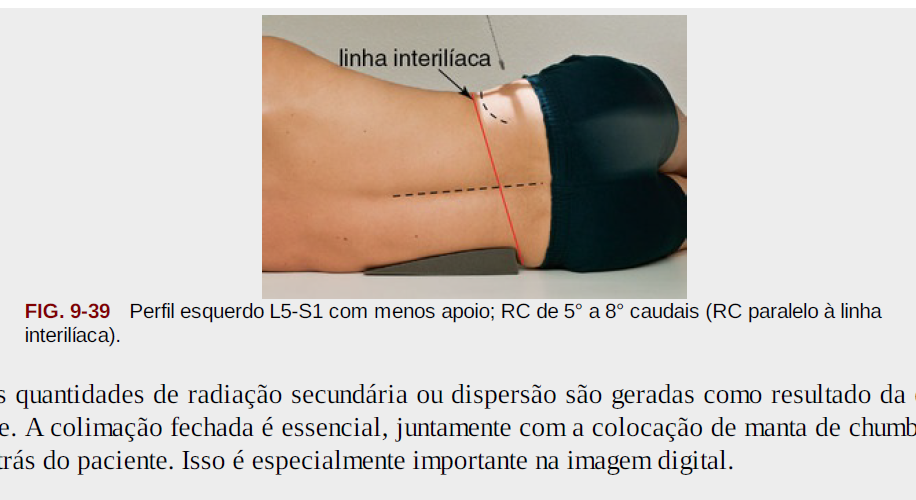 linha interilíaca
FIG. 9-39 Perfil esquerdo L5-S1 com menos apoio; RC de 5° a 8° caudais (RC paralelo à linha
interilíaca).
s quantidades de radiação secundária ou dispersão são geradas como resultado da
e. A colimação fechada é essencial, juntamente com a colocação de manta de chumb
trás do paciente. Isso é especialmente importante na imagem digital.